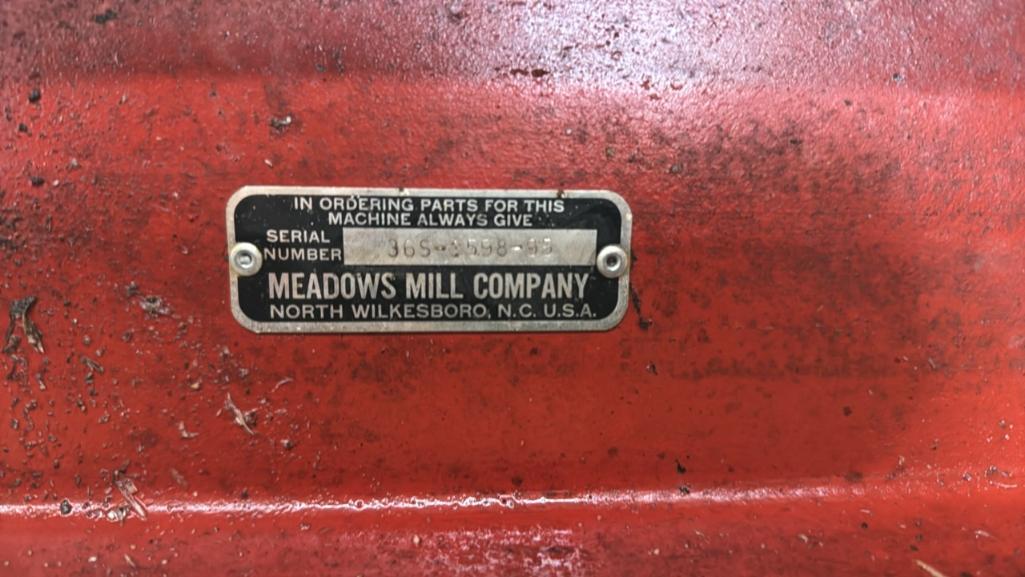 IN ORDERING PARTS FOR THIS
MACHINE ALWAYS GIVE
SERIAL
NUMBER
MEADOWS MILL COMPANY
NORTH WILKESBORO, N.C. U.S.A.